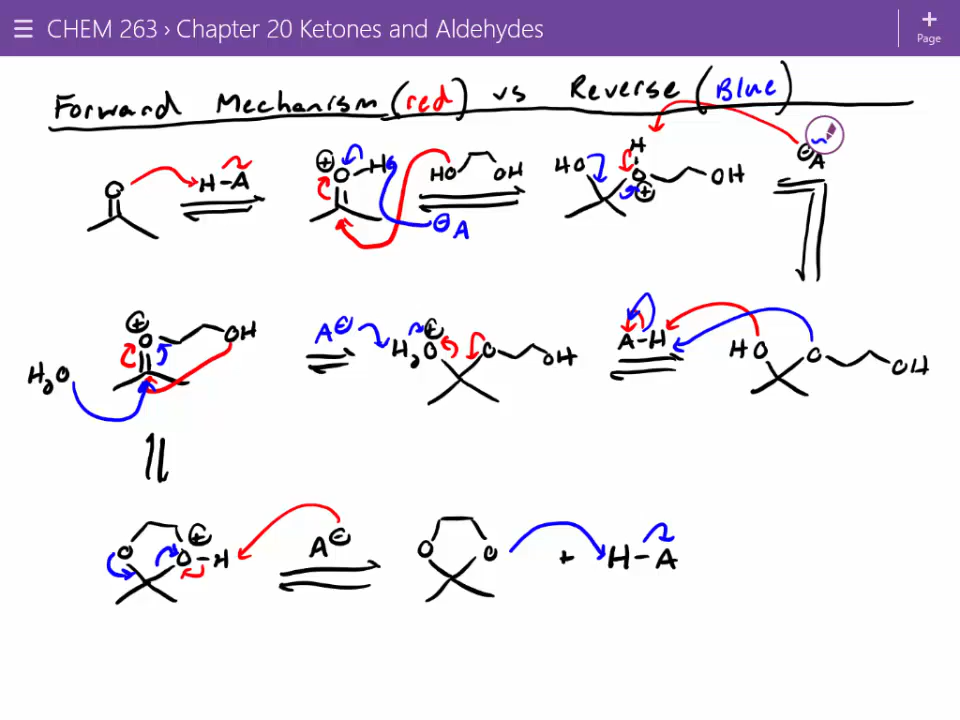 ☰ CHEM 263 › Chapter 20 Ketones and Aldehydes
+
Page
Forward Mechanism (red) vs Reverse (Blue)
O H-A ⊕ O H HO OH ⊖ A HO H O ⊕ OH ⊖ A
H₂O ⊕ O OH A⊖ H₂O ⊕ O OH A-H HO O OH
O O ⊕ -H A⊖ O O + H-A